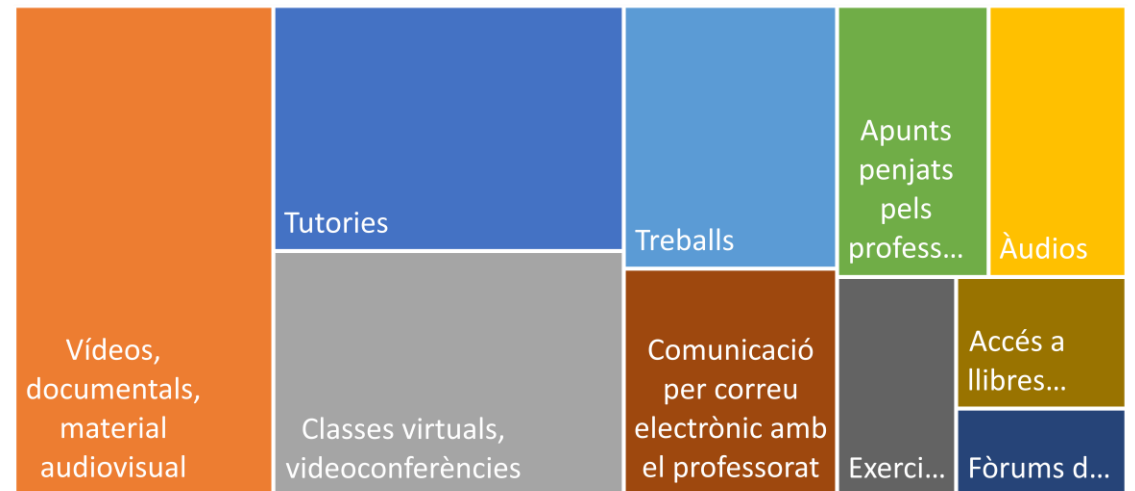 Vídeos,
documentals,
material
audiovisual
Tutories
Classes virtuals,
videoconferències
Treballs
Comunicació
per correu
electrònic amb
el professorat
Apunts
penjats
pels
profess...
Àudios
Exerci...
Accés a
llibres...
Fòrums d...